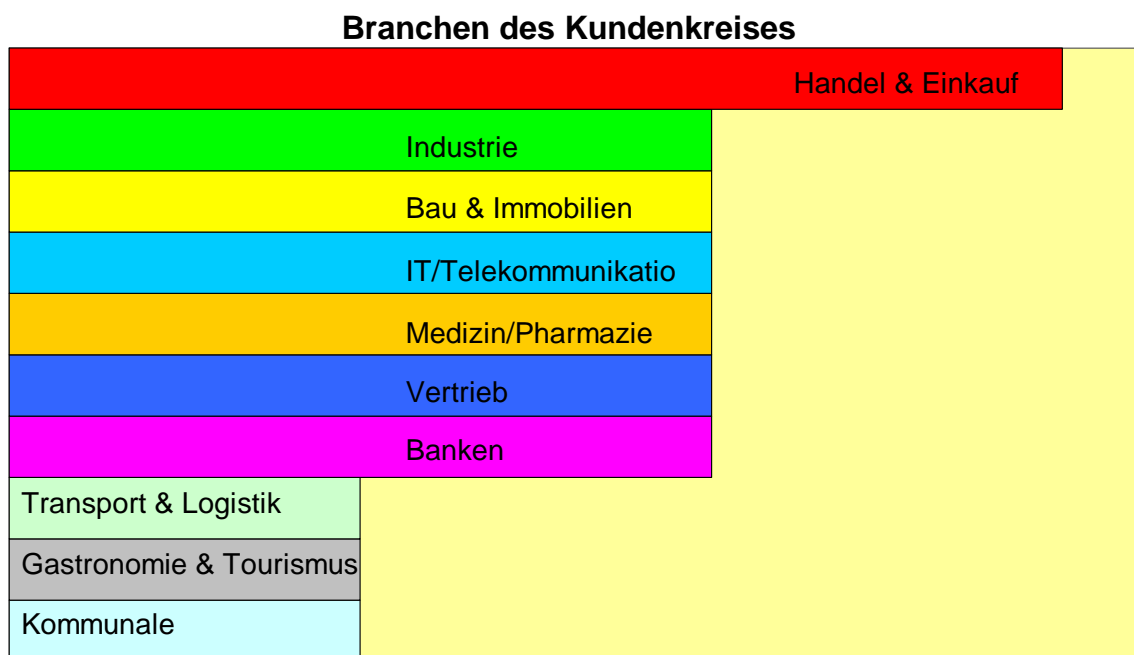 Branchen des Kundenkreises
Handel & Einkauf
Industrie
Bau & Immobilien
IT/Telekommunikatio
Medizin/Pharmazie
Vertrieb
Banken
Transport & Logistik
Gastronomie & Tourismus
Kommunale